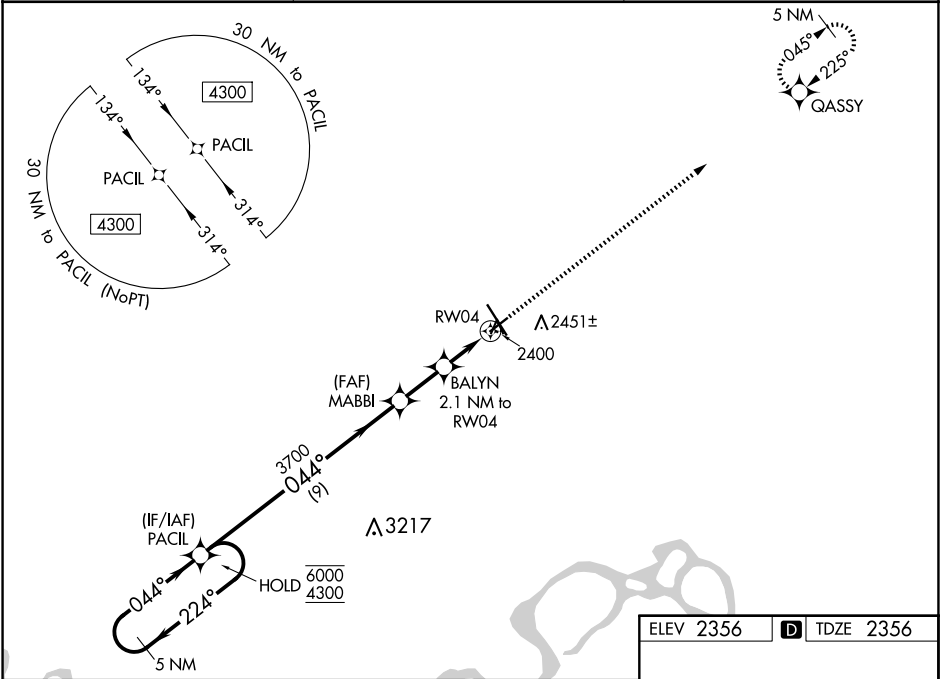 30 NM to PACIL
134°
4300
PACIL
314°
134°
PACIL
4300
314°
30 NM to PACIL (NoPT)
5 NM
045°
225°
QASSY
RW04
2451±
2400
(FAF)
MABBI
BALYN
2.1 NM to
RW04
3700
044°
(9)
(IF/IAF)
PACIL
3217
HOLD 6000
4300
044°
224°
5 NM
ELEV 2356 D TDZE 2356